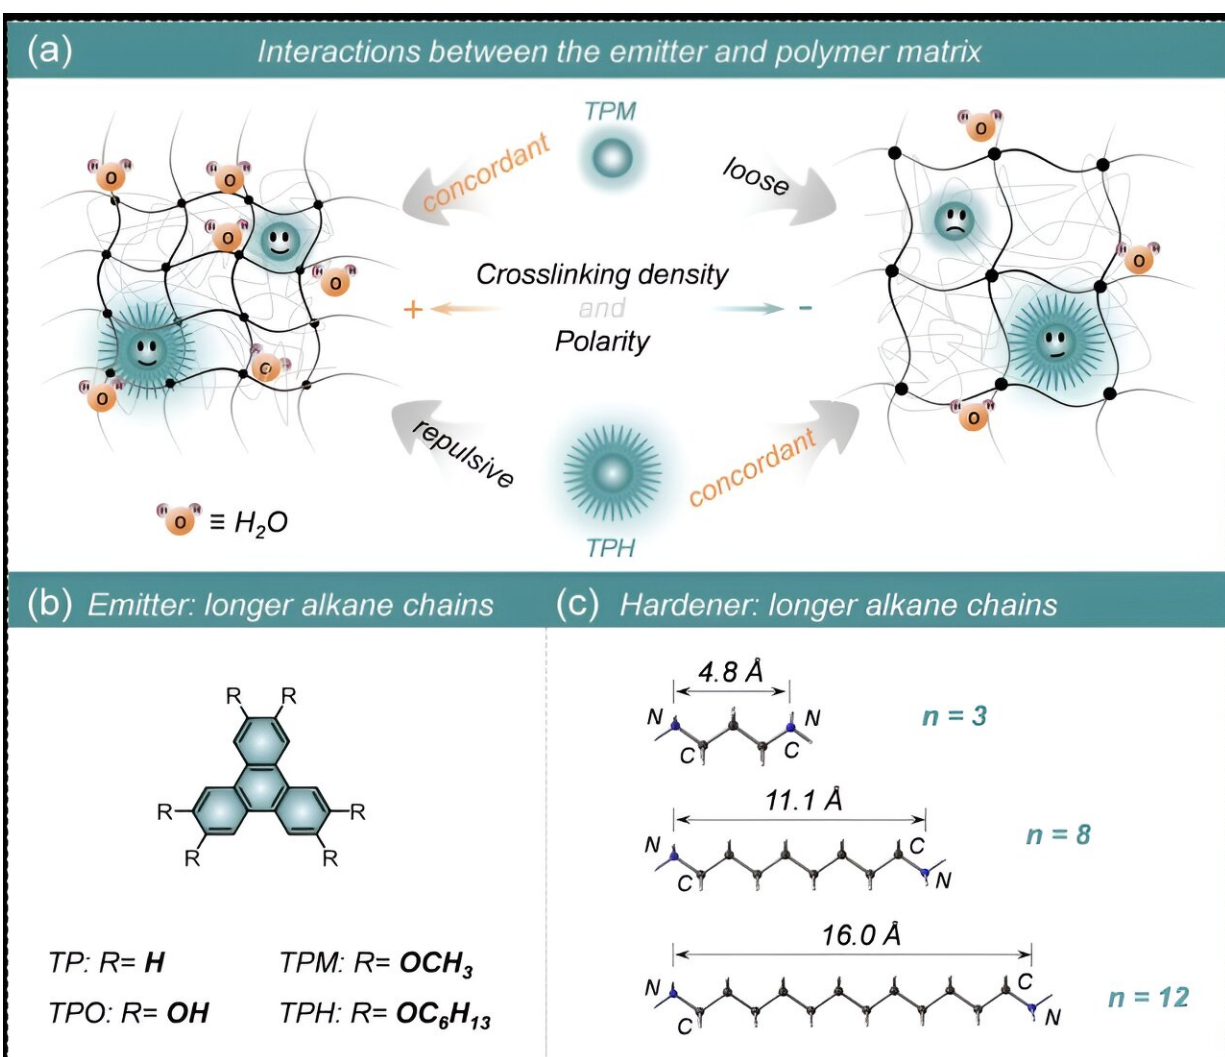 (a) Interactions between the emitter and polymer matrix
TPM
concordant
loose
H H O
H H O
H H O
H H O
H H O
H H O
Crosslinking density
+ and -
Polarity
H H O
H H O
H H O
repulsive
concordant
H H O ≡ H₂O
TPH
(b) Emitter: longer alkane chains
R R
R R
R R
TP: R= H
TPM: R= OCH₃
TPO: R= OH
TPH: R= OC₆H₁₃
(c) Hardener: longer alkane chains
4.8 Å
N N
C C
n = 3
11.1 Å
N C
C N
n = 8
16.0 Å
N C
C N
n = 12